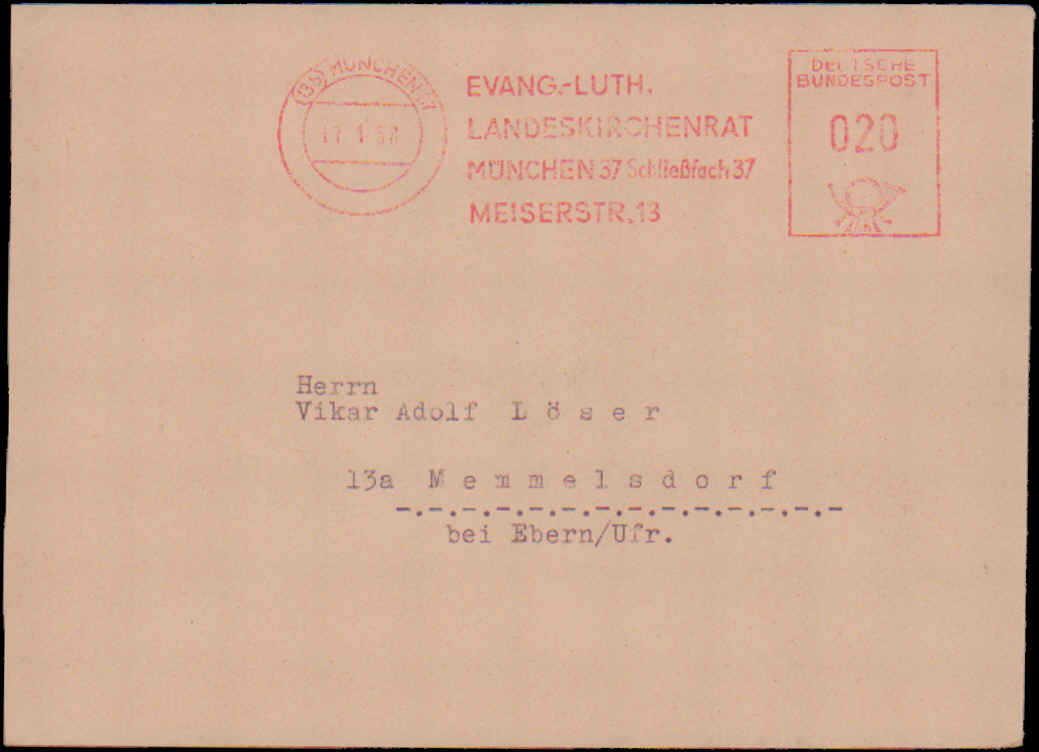 (13b) MÜNCHEN 37
17.1.58
EVANG.-LUTH.
LANDESKIRCHENRAT
MÜNCHEN 37 Schließfach 37
MEISERSTR. 13
DEUTSCHE
BUNDESPOST
020
Herrn
Vikar Adolf L ö s e r
13a M e m m e l s d o r f
-.-.-.-.-.-.-.-.-.-.-.-.-.-
bei Ebern/Ufr.